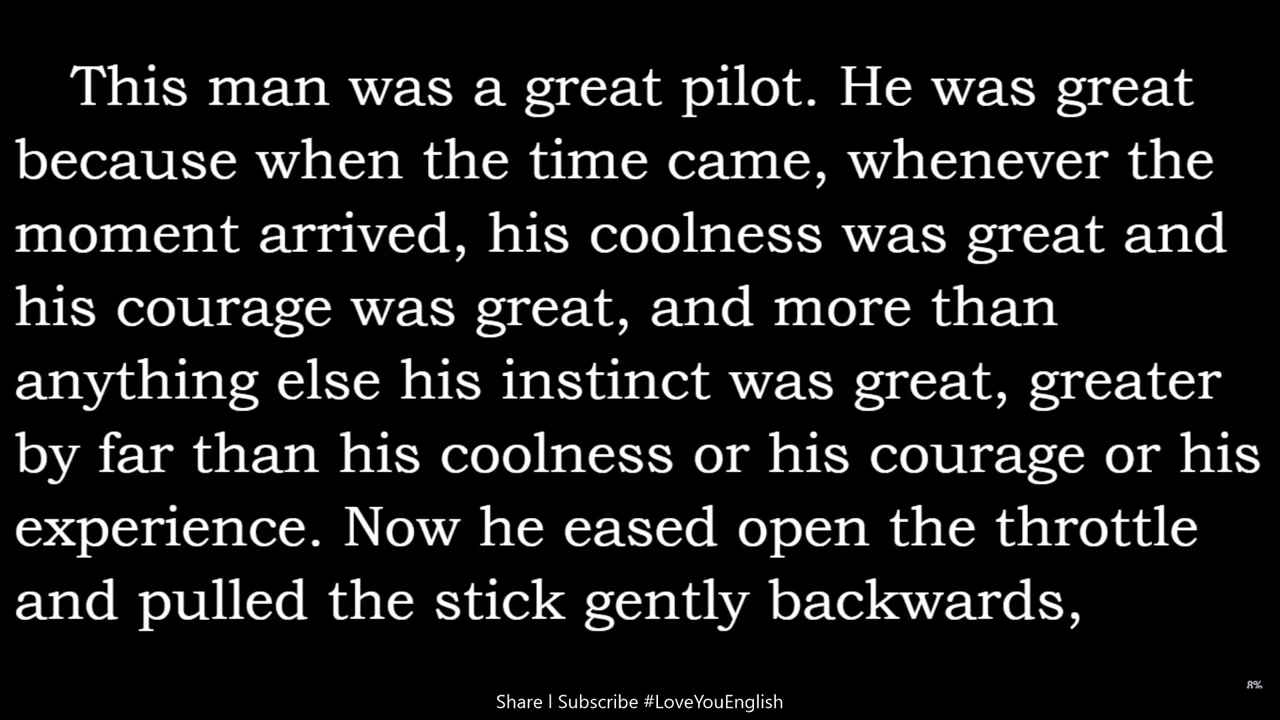 This man was a great pilot. He was great
because when the time came, whenever the
moment arrived, his coolness was great and
his courage was great, and more than
anything else his instinct was great, greater
by far than his coolness or his courage or his
experience. Now he eased open the throttle
and pulled the stick gently backwards,
8%
Share | Subscribe #LoveYouEnglish